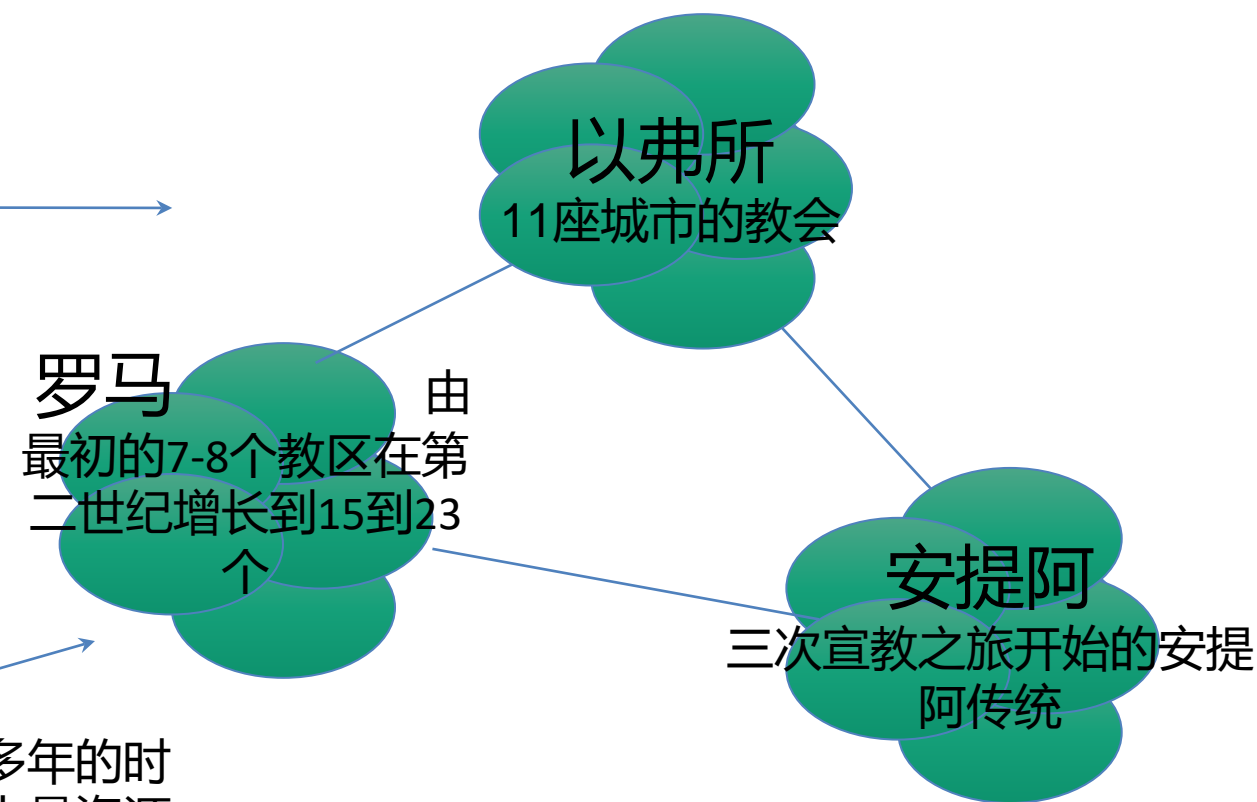 以弗所
11座城市的教会
罗马 由
最初的7-8个教区在第
二世纪增长到15到23
个
安提阿
三次宣教之旅开始的安提
阿传统
多年的时